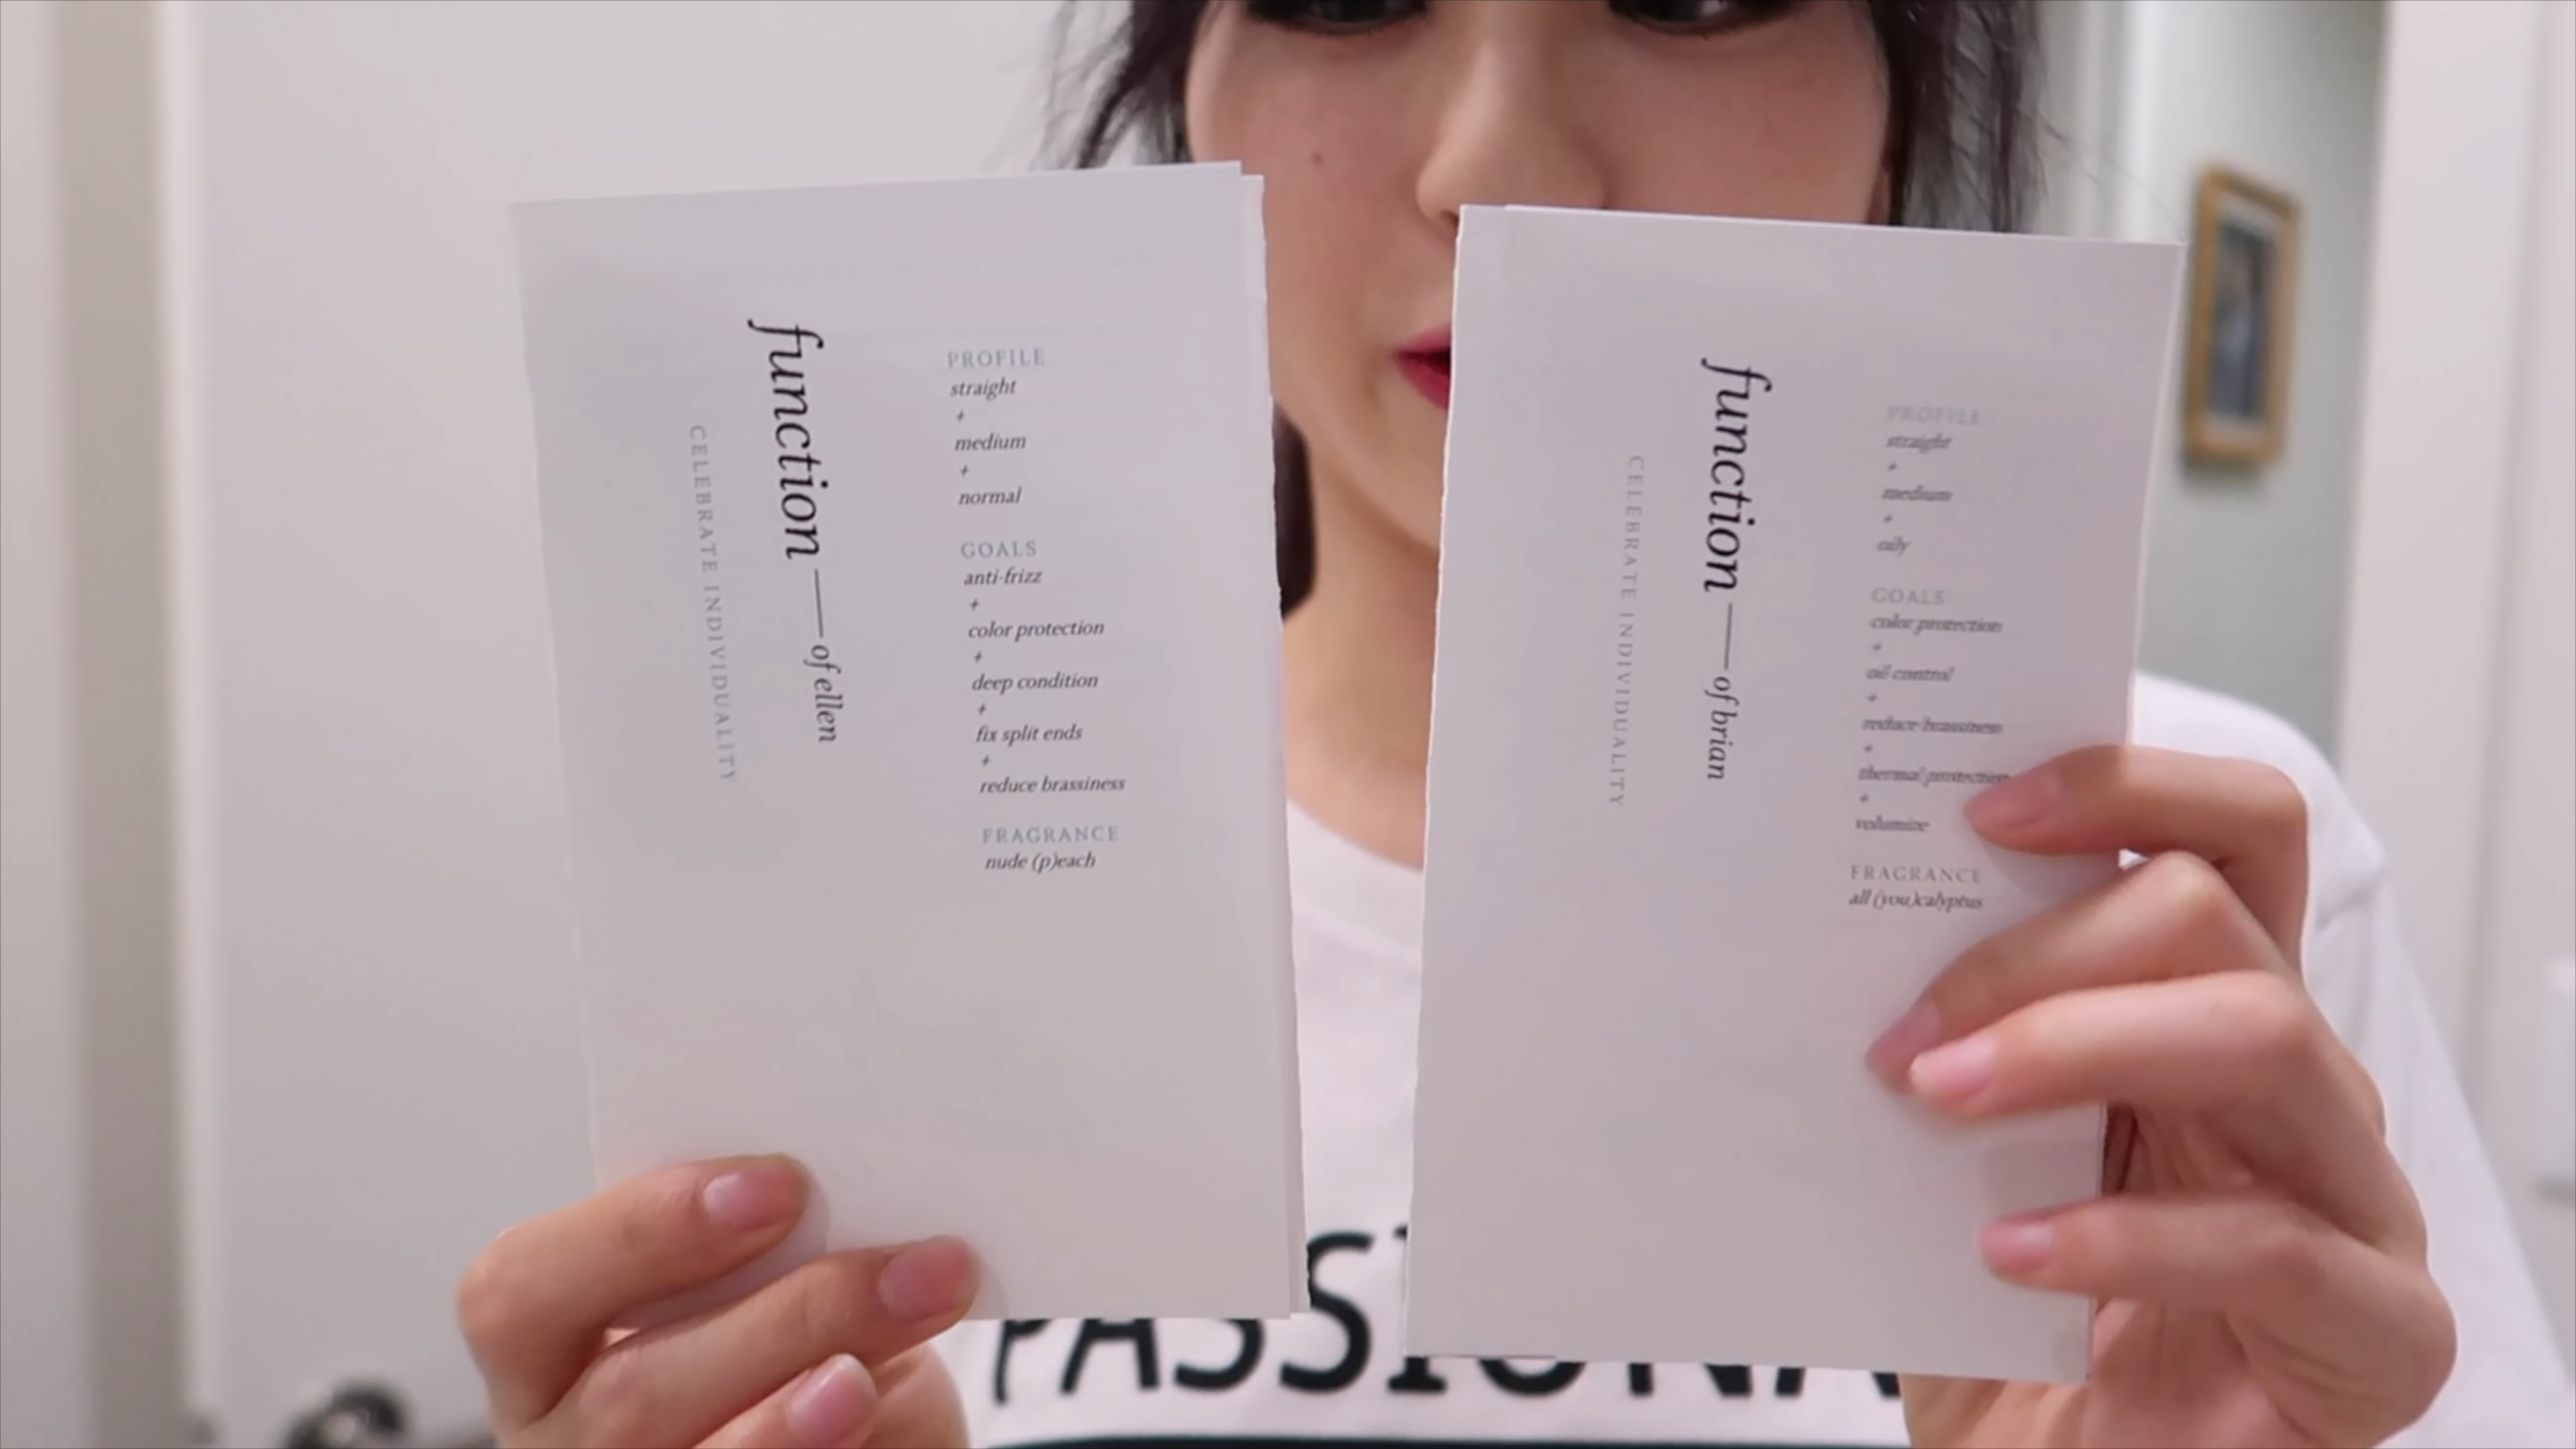 function — of ellen
CELEBRATE INDIVIDUALITY
PROFILE
straight
+
medium
+
normal
GOALS
anti-frizz
+
color protection
+
deep condition
+
fix split ends
+
reduce brassiness
FRAGRANCE
nude (p)each
function — of brian
CELEBRATE INDIVIDUALITY
PROFILE
straight
+
medium
+
oily
GOALS
color protection
+
oil control
+
reduce brassiness
+
thermal protection
+
volumize
FRAGRANCE
all (you)calyptus